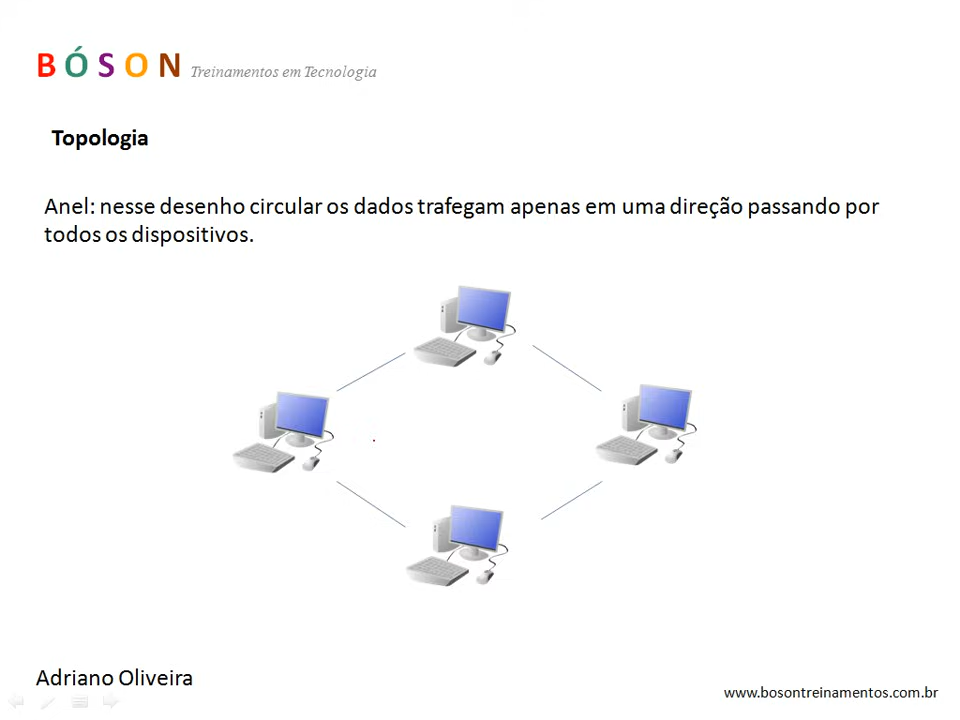 BÓSON Treinamentos em Tecnologia
Topologia
Anel: nesse desenho circular os dados trafegam apenas em uma direção passando por
todos os dispositivos.
Adriano Oliveira
www.bosontreinamentos.com.br